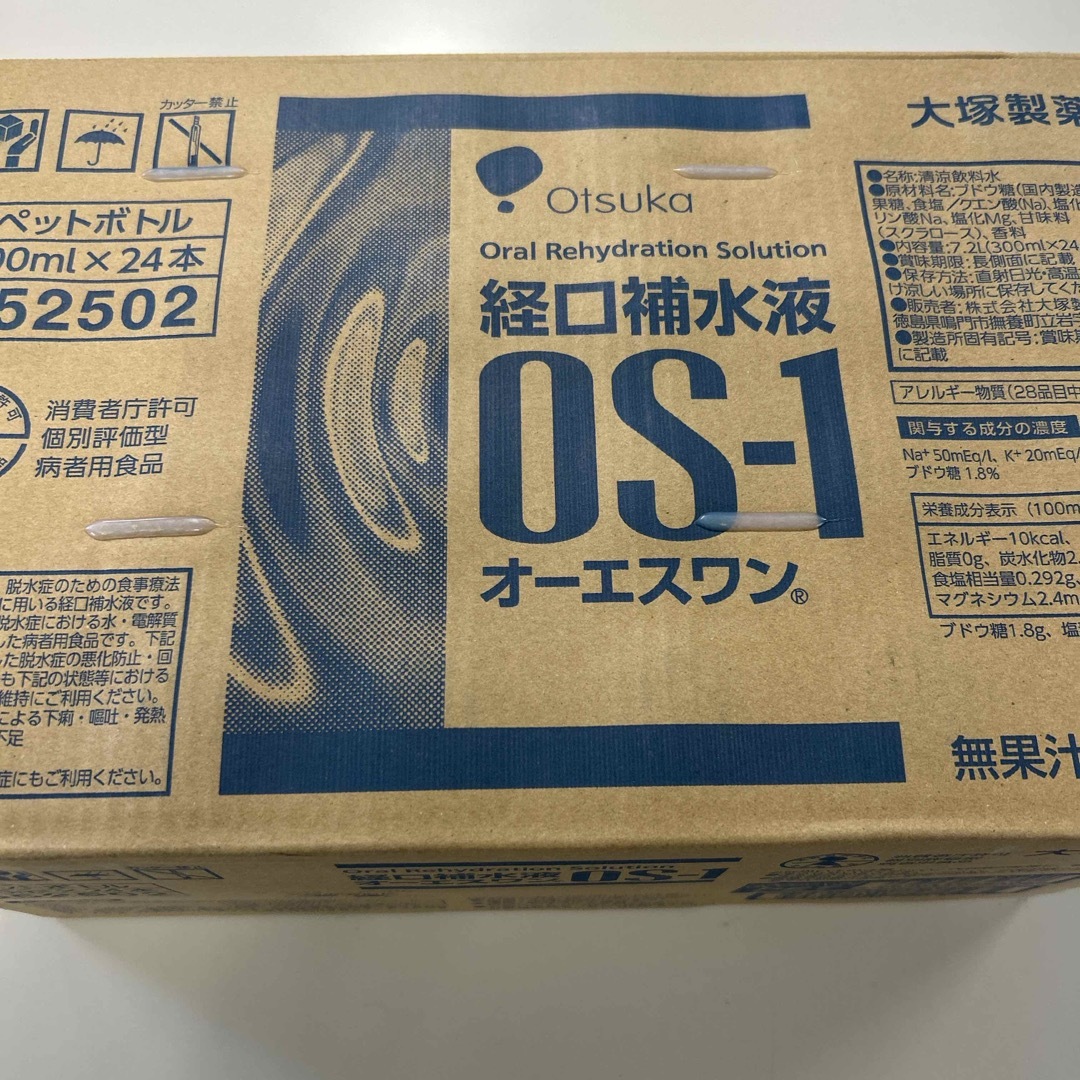 カッター禁止
ペットボトル
00ml×24本
52502
消費者庁許可
個別評価型
病者用食品
脱水症のための食事療法
に用いる経口補水液です。
脱水症における水・電解質
した病者用食品です。下記
した脱水症の悪化防止・回
も下記の状態等における
維持にご利用ください。
による下痢・嘔吐・発熱
不足
症にもご利用ください。
Otsuka
Oral Rehydration Solution
経口補水液
OS-1
オーエスワン®
大塚製薬
●名称:清涼飲料水
●原材料名:ブドウ糖(国内製造
果糖、食塩/クエン酸(Na)、塩化
リン酸Na、塩化Mg、甘味料
(スクラロース)、香料
●内容量:7.2L(300ml×24
●賞味期限:長側面に記載
●保存方法:直射日光・高温
け涼しい場所に保存してくだ
●販売者:株式会社大塚製
徳島県鳴門市撫養町立岩字
●製造所固有記号:賞味期
に記載
アレルギー物質(28品目中
関与する成分の濃度
Na+ 50mEq/l、K+ 20mEq/
ブドウ糖 1.8%
栄養成分表示 (100m
エネルギー10kcal、
脂質0g、炭水化物2.
食塩相当量0.292g
マグネシウム2.4m
ブドウ糖1.8g、塩
無果汁
Oral Rehydration Solution
経口補水液 OS-1
オーエスワン